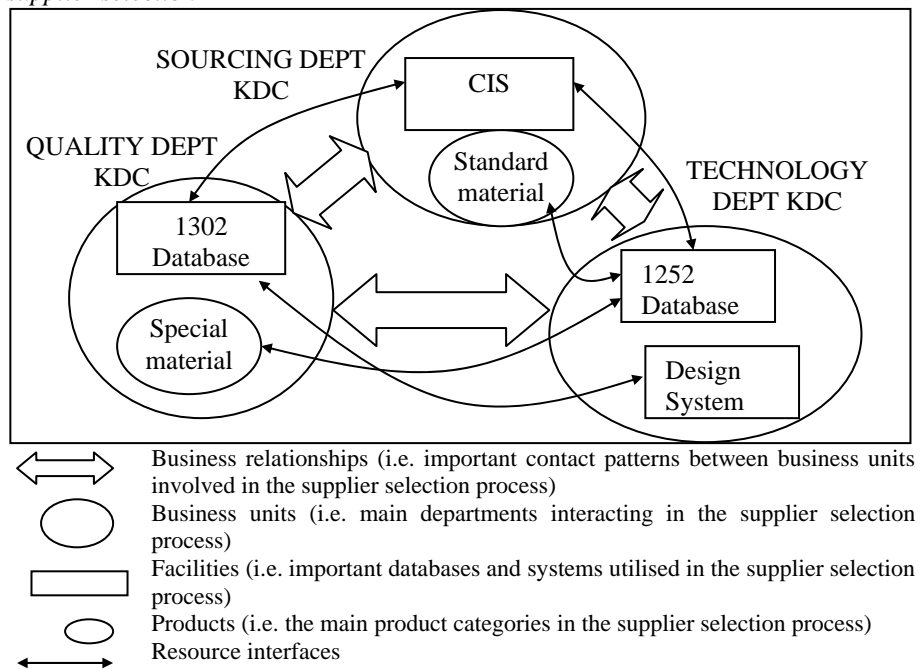 supplier selection.
SOURCING DEPT
KDC
CIS
QUALITY DEPT
KDC
Standard
material
TECHNOLOGY
DEPT KDC
1302
Database
1252
Database
Special
material
Design
System
Business relationships (i.e. important contact patterns between business units
involved in the supplier selection process)
Business units (i.e. main departments interacting in the supplier selection
process)
Facilities (i.e. important databases and systems utilised in the supplier selection
process)
Products (i.e. the main product categories in the supplier selection process)
Resource interfaces